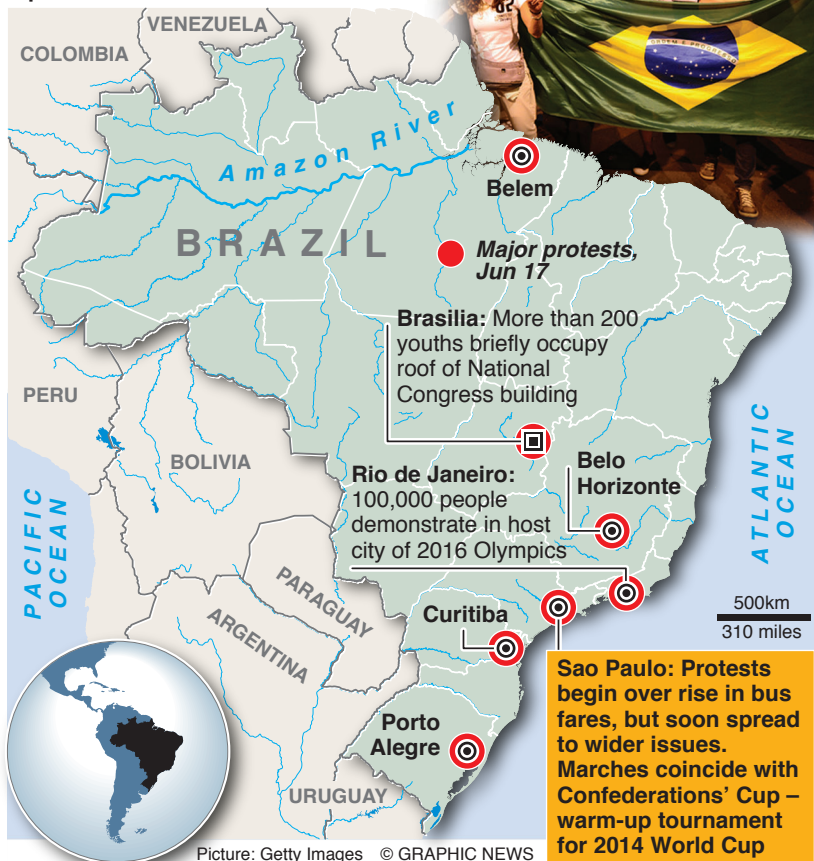 VENEZUELA
COLOMBIA
ORDEM E PROGRESSO
Amazon River
Belem
BRAZIL
Major protests,
Jun 17
Brasilia: More than 200
youths briefly occupy
roof of National
Congress building
PERU
BOLIVIA
Belo
Horizonte
Rio de Janeiro:
100,000 people
demonstrate in host
city of 2016 Olympics
ATLANTIC
OCEAN
PACIFIC
OCEAN
PARAGUAY
ARGENTINA
Curitiba
500km
310 miles
Sao Paulo: Protests
begin over rise in bus
fares, but soon spread
to wider issues.
Marches coincide with
Confederations’ Cup –
warm-up tournament
for 2014 World Cup
Porto
Alegre
URUGUAY
Picture: Getty Images © GRAPHIC NEWS